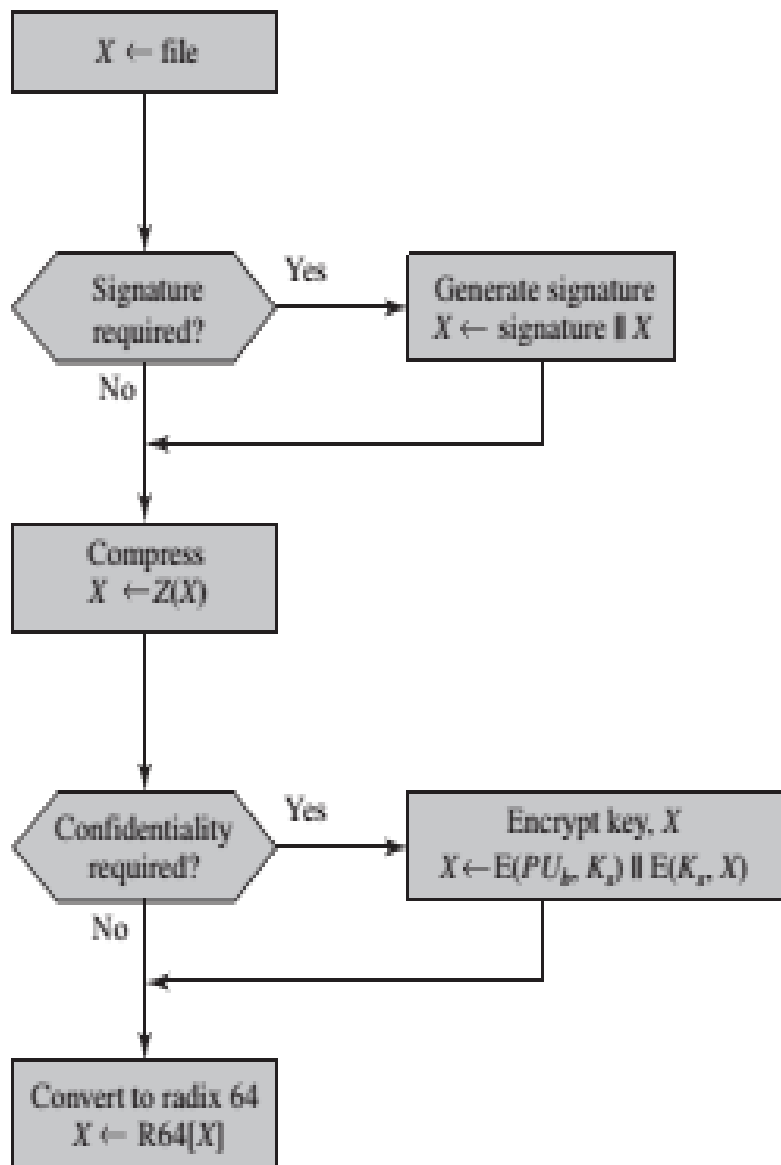 X ← file
Signature
required?
Yes
Generate signature
X ← signature || X
No
Compress
X ← Z(X)
Confidentiality
required?
Yes
Encrypt key, X
X ← E(PU_b, K_s) || E(K_s, X)
No
Convert to radix 64
X ← R64[X]